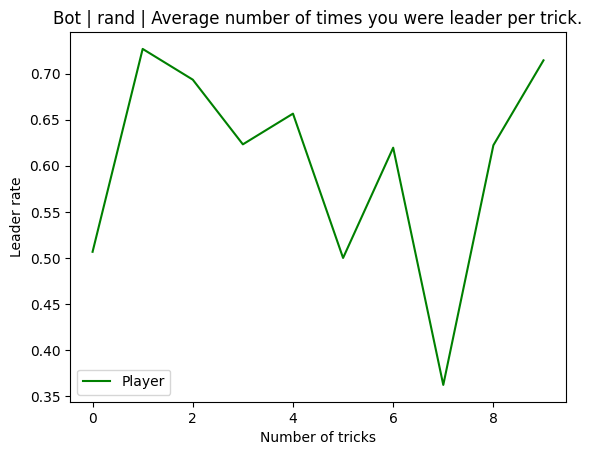 Bot | rand | Average number of times you were leader per trick.
Leader rate
0.70
0.65
0.60
0.55
0.50
0.45
0.40
0.35
Player
0 2 4 6 8
Number of tricks